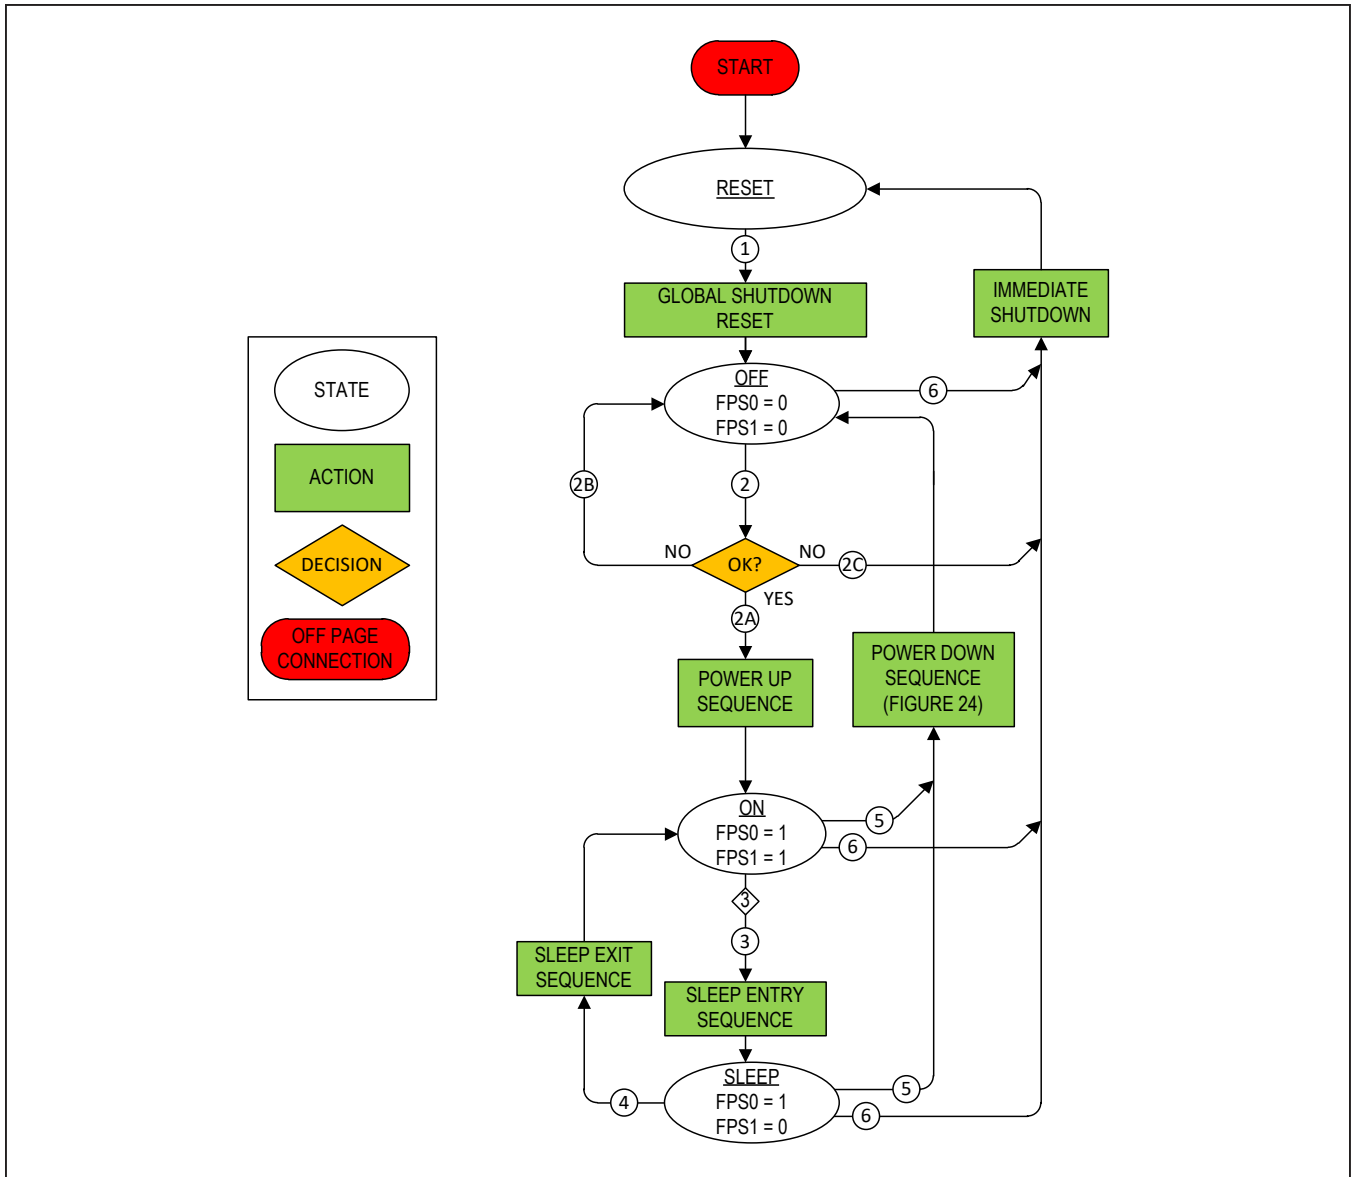 START
RESET
1
GLOBAL SHUTDOWN
RESET
IMMEDIATE
SHUTDOWN
OFF
FPS0 = 0
FPS1 = 0
6
2B
2
NO
OK?
NO
2C
YES
2A
STATE
ACTION
DECISION
OFF PAGE
CONNECTION
POWER UP
SEQUENCE
POWER DOWN
SEQUENCE
(FIGURE 24)
ON
FPS0 = 1
FPS1 = 1
5
6
3
3
SLEEP EXIT
SEQUENCE
SLEEP ENTRY
SEQUENCE
SLEEP
FPS0 = 1
FPS1 = 0
4
5
6